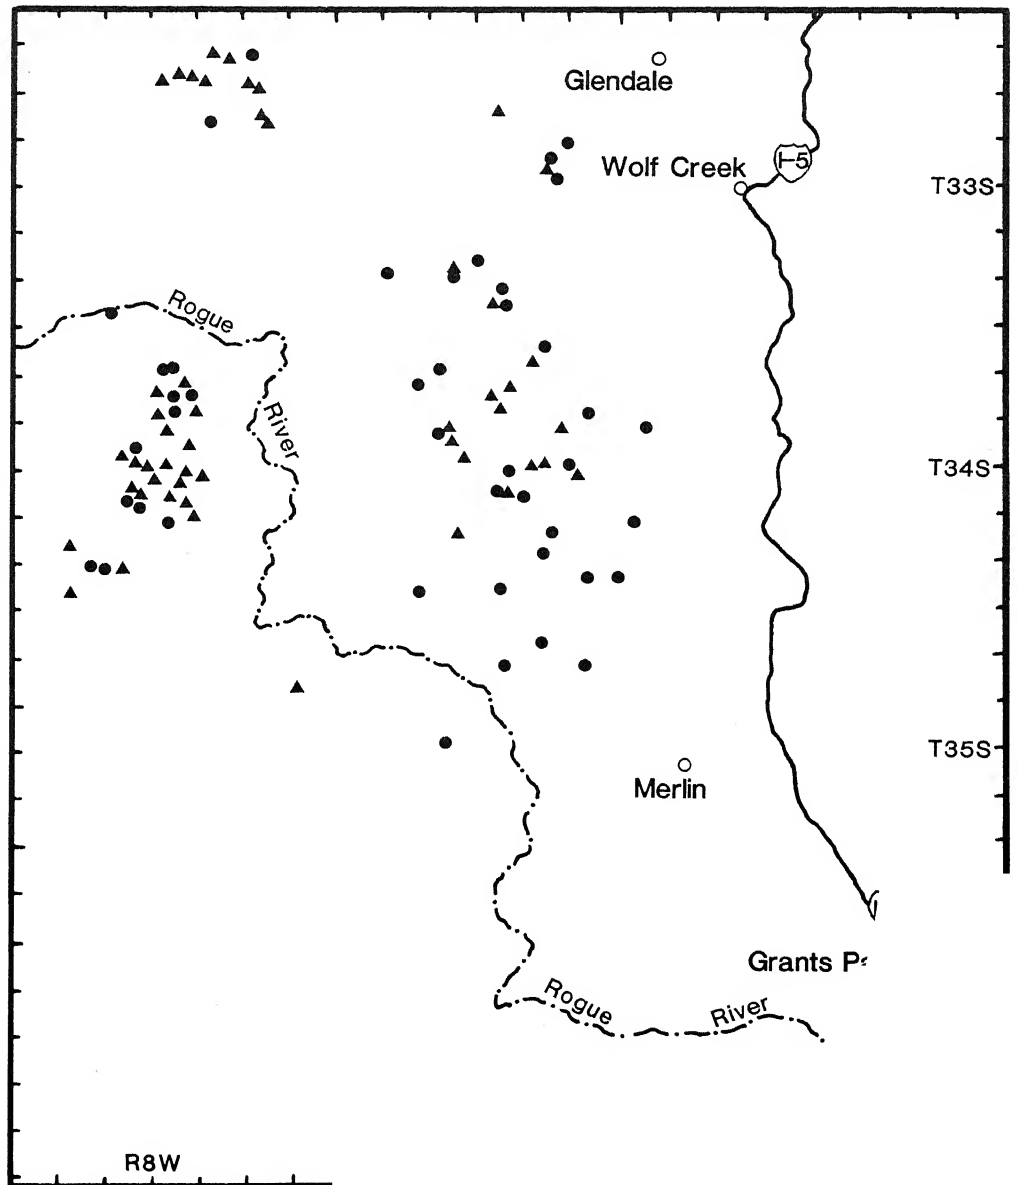 Glendale
I-5
Wolf Creek
T33S
Rogue
River
T34S
T35S
Merlin
Grants
Rogue
River
R8W